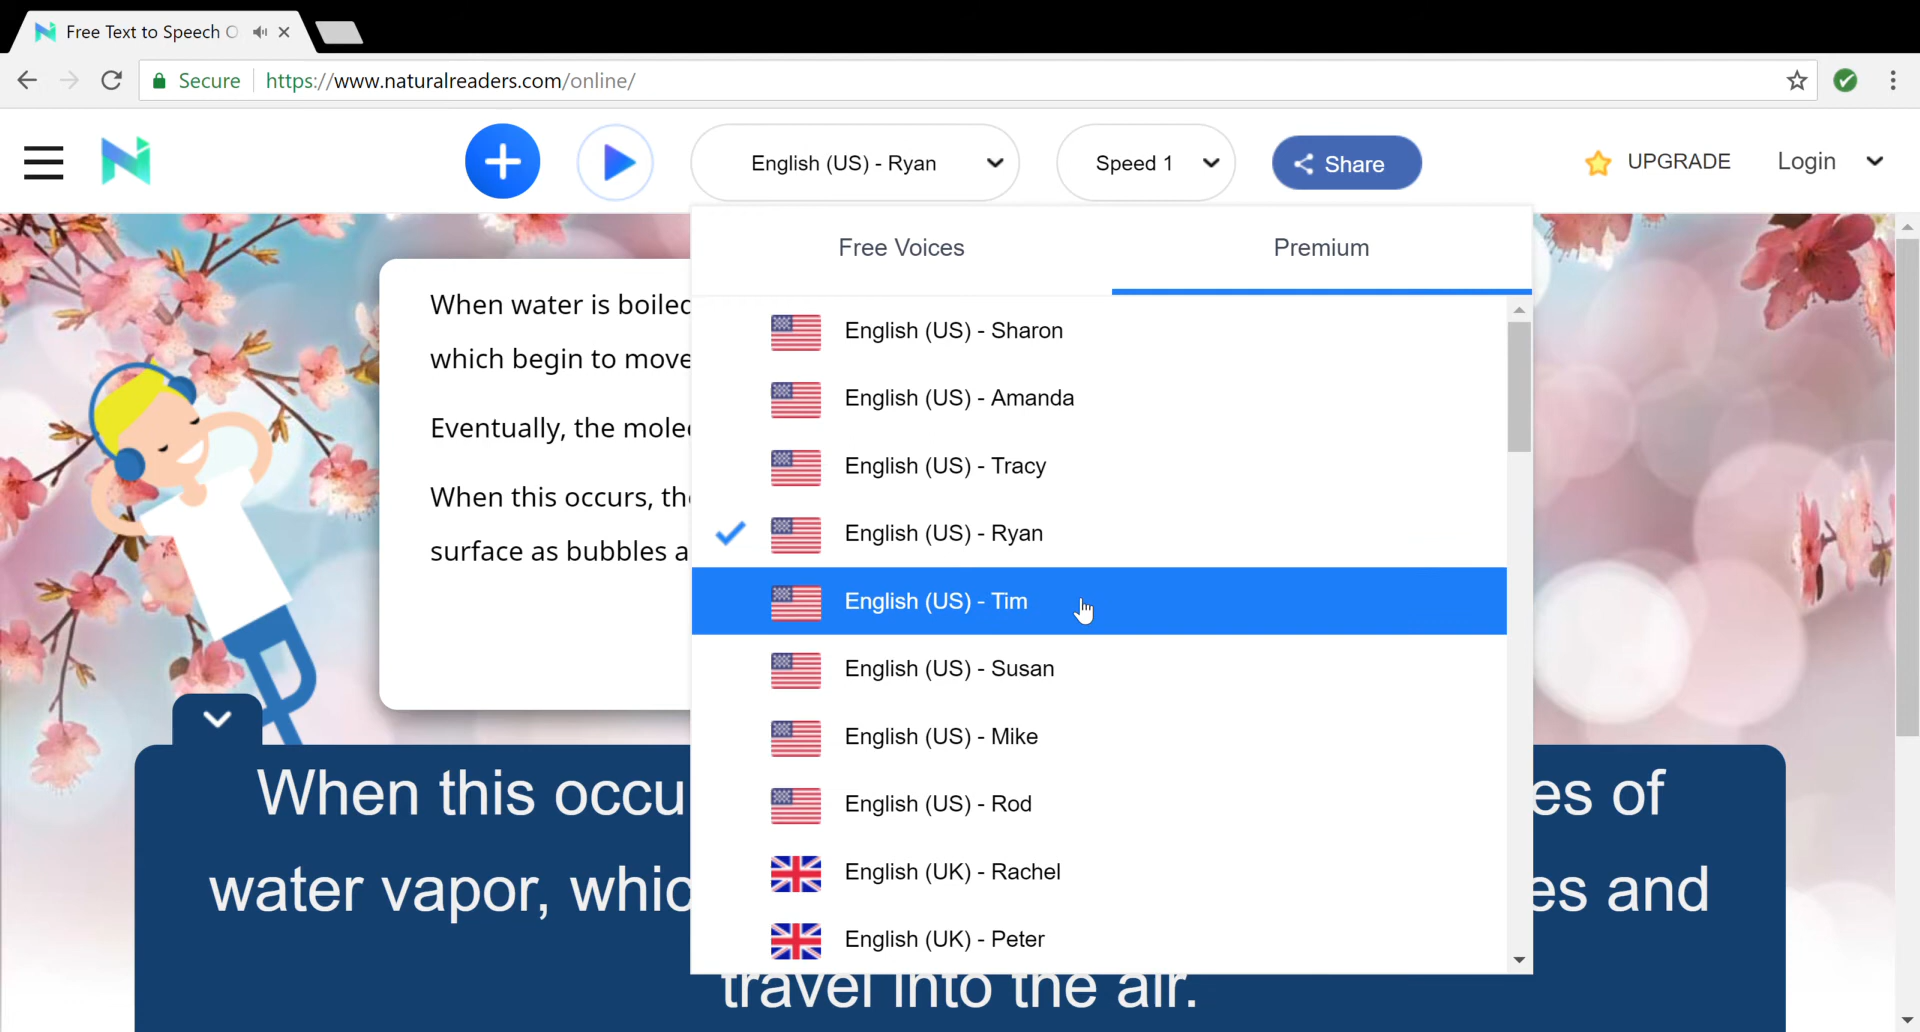 Free Text to Speech O
Secure
https://www.naturalreaders.com/online/
English (US) - Ryan
Speed 1
Share
UPGRADE
Login
Free Voices
Premium
English (US) - Sharon
English (US) - Amanda
English (US) - Tracy
English (US) - Ryan
English (US) - Tim
English (US) - Susan
English (US) - Mike
English (US) - Rod
English (UK) - Rachel
English (UK) - Peter
When water is boiled
which begin to move
Eventually, the mole
When this occurs, th
surface as bubbles a
When this occu es of
water vapor, whic es and
travel into the air.